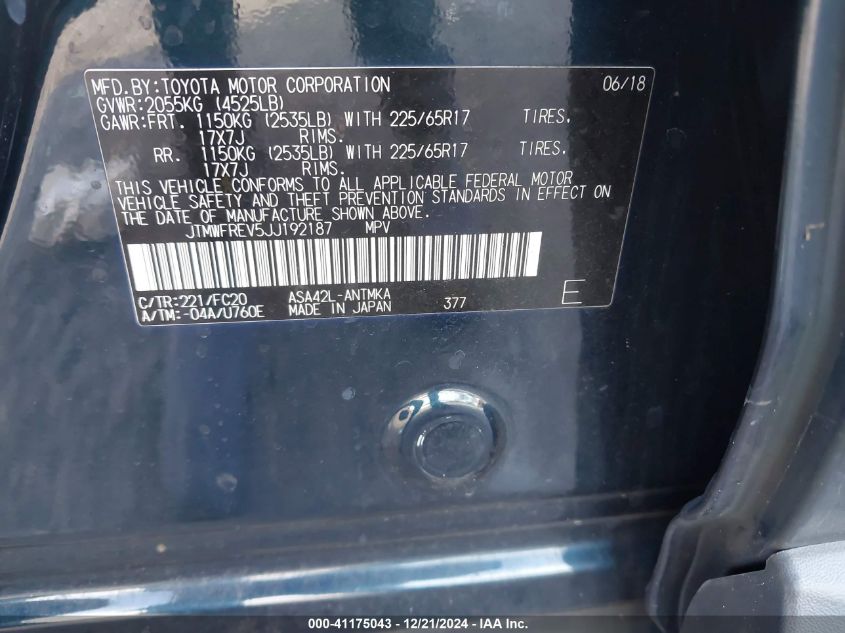 MFD.BY:TOYOTA MOTOR CORPORATION 06/18
GVWR:2055KG (4525LB)
GAWR:FRT. 1150KG (2535LB) WITH 225/65R17 TIRES.
17X7J RIMS.
RR. 1150KG (2535LB) WITH 225/65R17 TIRES.
17X7J RIMS.
THIS VEHICLE CONFORMS TO ALL APPLICABLE FEDERAL MOTOR
VEHICLE SAFETY AND THEFT PREVENTION STANDARDS IN EFFECT ON
THE DATE OF MANUFACTURE SHOWN ABOVE.
JTMWFREV5JJ192187 MPV
C/TR:221/FC20 ASA42L-ANTMKA
A/TM:-04A/U760E MADE IN JAPAN 377 E
000-41175043 - 12/21/2024 - IAA Inc.